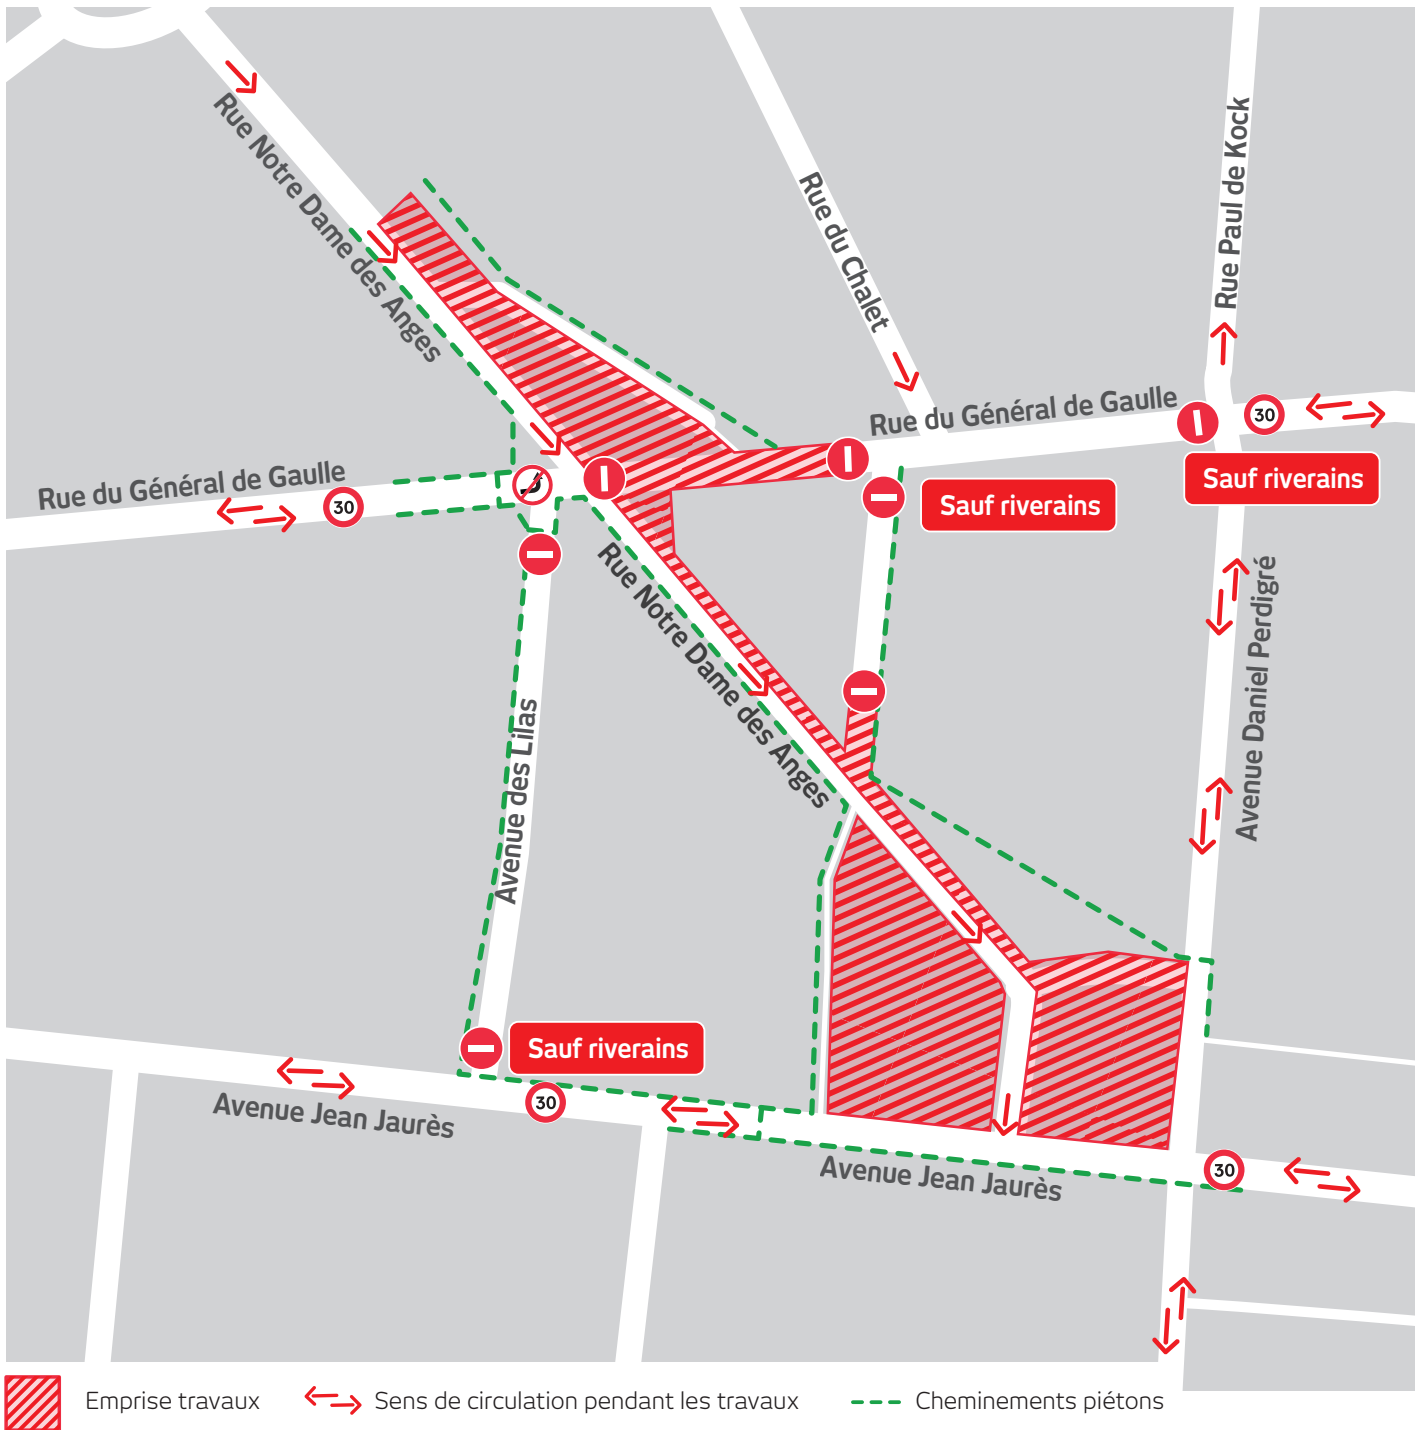 Rue Notre Dame des Anges
Rue du Chalet
Rue Paul de Kock
Rue du Général de Gaulle
30
Rue du Général de Gaulle
30
Sauf riverains
Sauf riverains
Rue Notre Dame des Anges
Avenue Daniel Perdigré
Avenue des Lilas
Sauf riverains
30
Avenue Jean Jaurès
Avenue Jean Jaurès
30
Emprise travaux
Sens de circulation pendant les travaux
Cheminements piétons